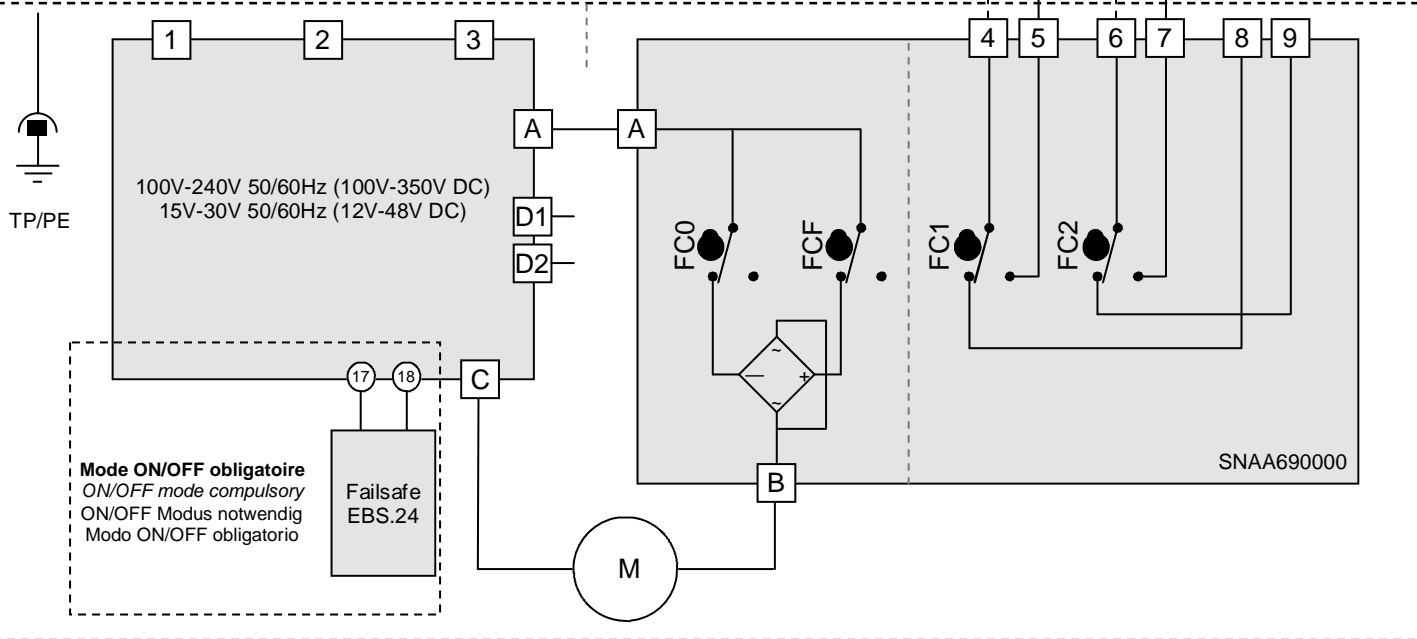 1
2
3
4
5
6
7
8
9
A
A
TP/PE
100V-240V 50/60Hz (100V-350V DC)
15V-30V 50/60Hz (12V-48V DC)
D1
D2
FC0
FCF
FC1
FC2
~
—
+
~
17
18
C
SNAA690000
B
Mode ON/OFF obligatoire
ON/OFF mode compulsory
ON/OFF Modus notwendig
Modo ON/OFF obligatorio
Failsafe
EBS.24
M